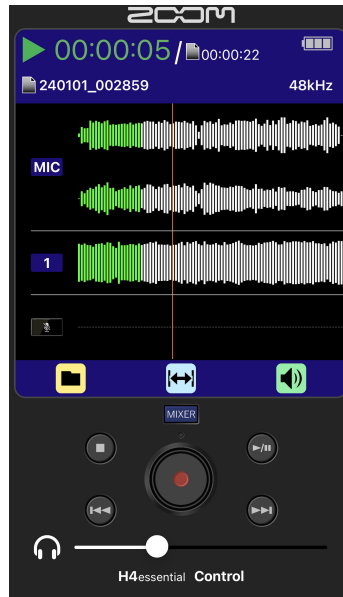 ZOOM
00:00:05/00:00:22
240101_002859 48kHz
MIC
1
MIXER
H4essential Control